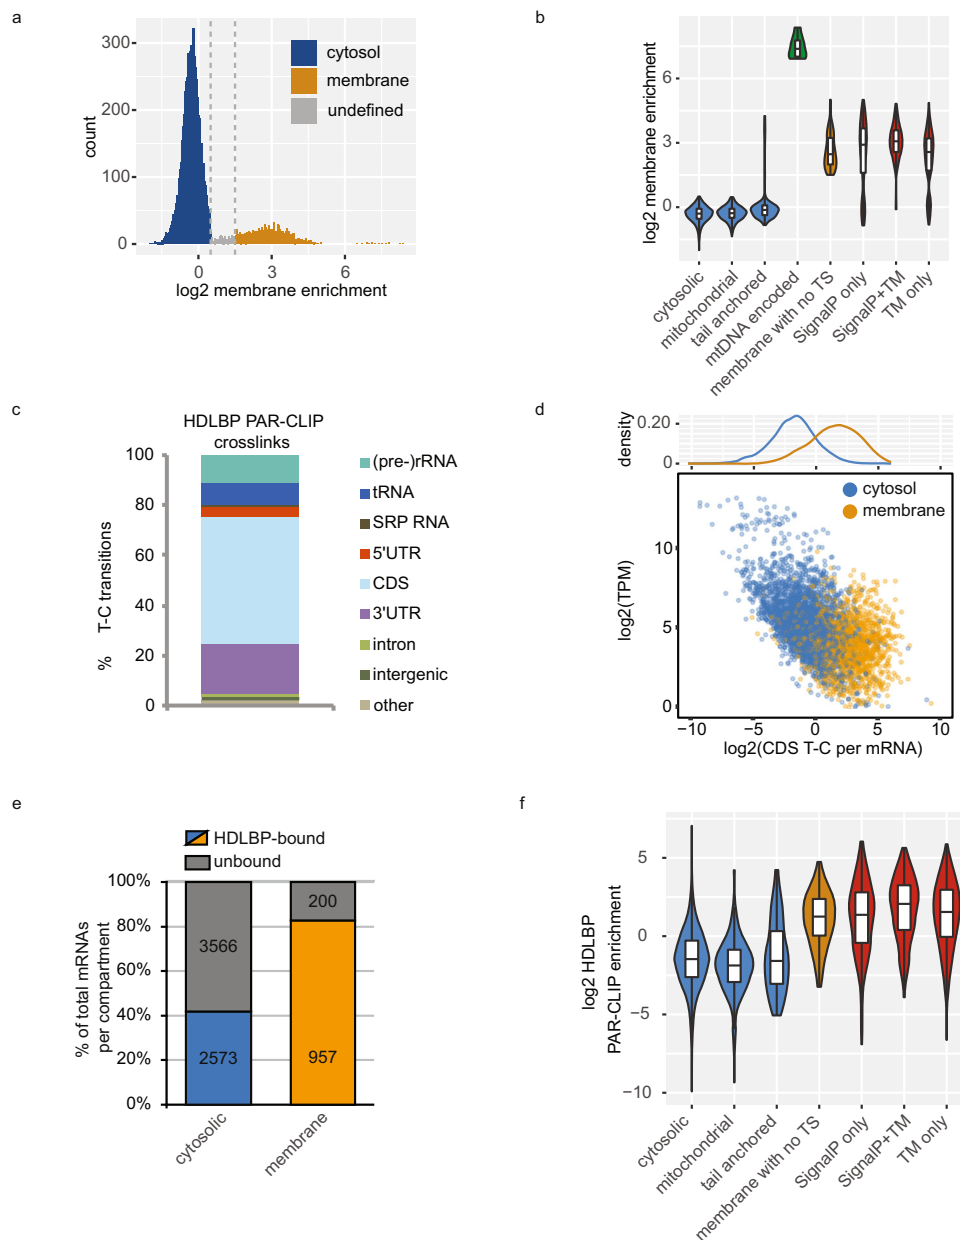 a
300
200
100
0
count
cytosol
membrane
undefined
0
3
6
log2 membrane enrichment
b
6
3
0
log2 membrane enrichment
cytosolic
mitochondrial
tail anchored
mtDNA encoded
membrane with no TS
SignalP only
SignalP+TM
TM only
c
HDLBP PAR-CLIP
crosslinks
100
80
60
40
20
0
% T-C transitions
(pre-)rRNA
tRNA
SRP RNA
5'UTR
CDS
3'UTR
intron
intergenic
other
d
0.20
0
density
cytosol
membrane
10
5
0
log2(TPM)
−10
−5
0
5
10
log2(CDS T-C per mRNA)
e
HDLBP-bound
unbound
100%
80%
60%
40%
20%
0%
% of total mRNAs
per compartment
3566
2573
200
957
cytosolic
membrane
f
5
0
−5
−10
log2 HDLBP
PAR-CLIP enrichment
cytosolic
mitochondrial
tail anchored
membrane with no TS
SignalP only
SignalP+TM
TM only